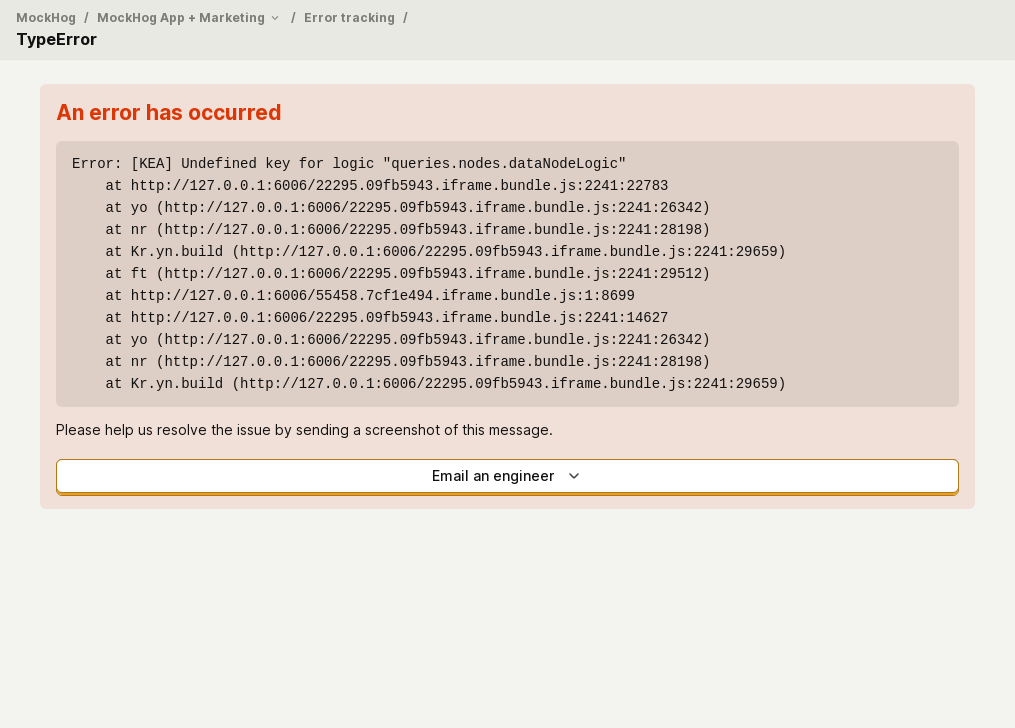 MockHog / MockHog App + Marketing / Error tracking /
TypeError
An error has occurred
Error: [KEA] Undefined key for logic "queries.nodes.dataNodeLogic"
    at http://127.0.0.1:6006/22295.09fb5943.iframe.bundle.js:2241:22783
    at yo (http://127.0.0.1:6006/22295.09fb5943.iframe.bundle.js:2241:26342)
    at nr (http://127.0.0.1:6006/22295.09fb5943.iframe.bundle.js:2241:28198)
    at Kr.yn.build (http://127.0.0.1:6006/22295.09fb5943.iframe.bundle.js:2241:29659)
    at ft (http://127.0.0.1:6006/22295.09fb5943.iframe.bundle.js:2241:29512)
    at http://127.0.0.1:6006/55458.7cf1e494.iframe.bundle.js:1:8699
    at http://127.0.0.1:6006/22295.09fb5943.iframe.bundle.js:2241:14627
    at yo (http://127.0.0.1:6006/22295.09fb5943.iframe.bundle.js:2241:26342)
    at nr (http://127.0.0.1:6006/22295.09fb5943.iframe.bundle.js:2241:28198)
    at Kr.yn.build (http://127.0.0.1:6006/22295.09fb5943.iframe.bundle.js:2241:29659)
Please help us resolve the issue by sending a screenshot of this message.
Email an engineer